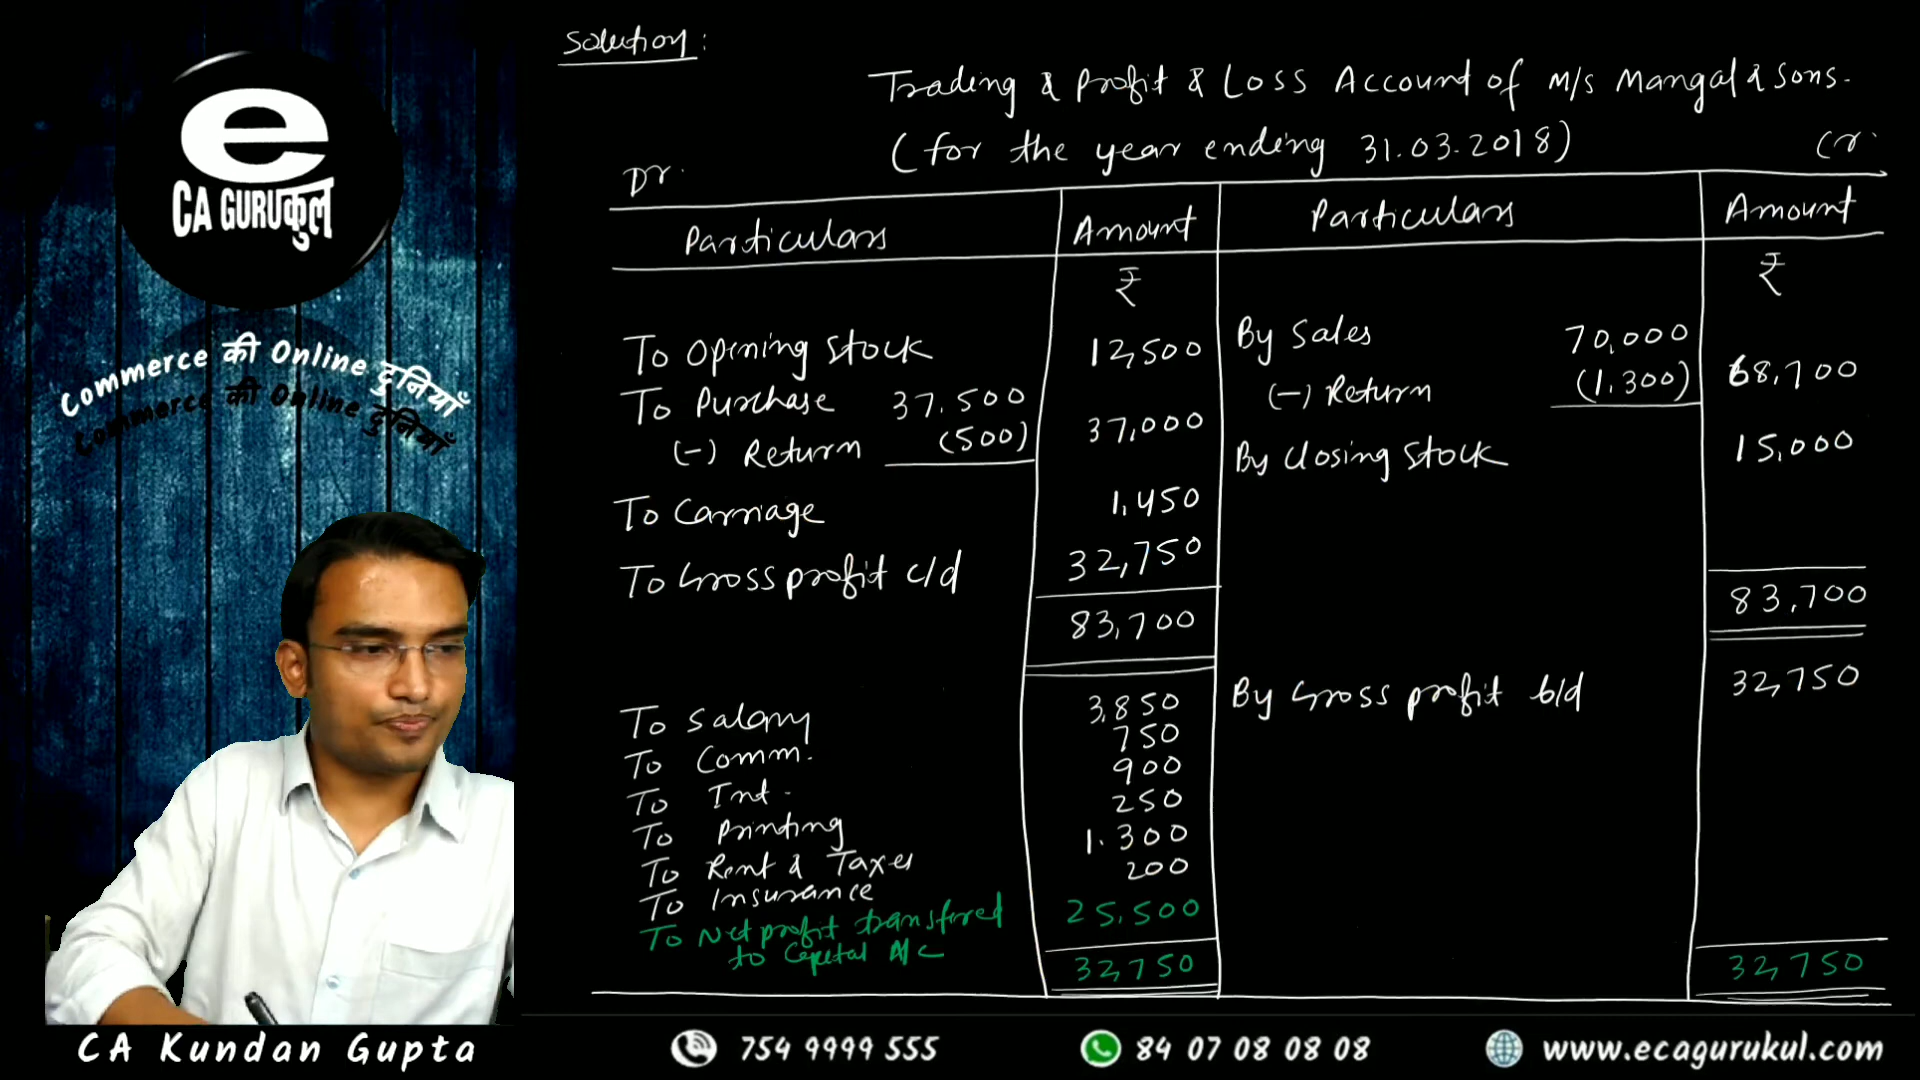 e
CA GURUकुल
Commerce की Online दुनियाँ
Commerce की Online दुनियाँ
Solution:
Trading & Profit & Loss Account of M/s Mangal & Sons.
(for the year ending 31.03.2018)
Dr. Cr.
Particulars Amount Particulars Amount
₹ ₹
To Opening Stock 12,500 By Sales 70,000
To Purchase 37,500 (-) Return (1,300) 68,700
(-) Return (500) 37,000 By Closing Stock 15,000
To Carriage 1,450
To Gross profit c/d 32,750
83,700 83,700
To Salary 3,850 By Gross profit b/d 32,750
To Comm. 750
To Int. 900
To Printing 250
To Rent & Taxes 1,300
To Insurance 200
To Net profit transfered 25,500
to Capital A/C
32,750 32,750
CA Kundan Gupta 754 9999 555 84 07 08 08 08 www.ecagurukul.com